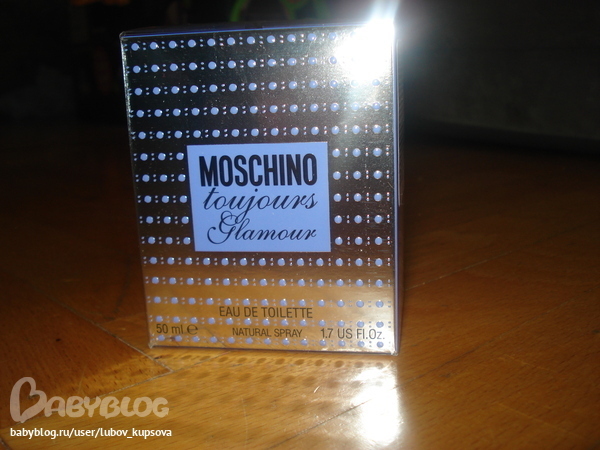 MOSCHINO
toujours
Glamour
EAU DE TOILETTE
50 ml.℮ NATURAL SPRAY 1.7 US Fl.Oz.
BABYBLOG
babyblog.ru/user/lubov_kupsova